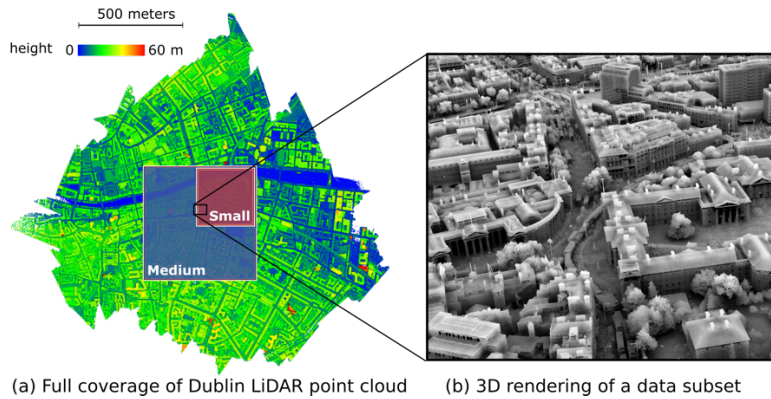 500 meters
height 0 60 m
Small
Medium
(a) Full coverage of Dublin LiDAR point cloud
(b) 3D rendering of a data subset